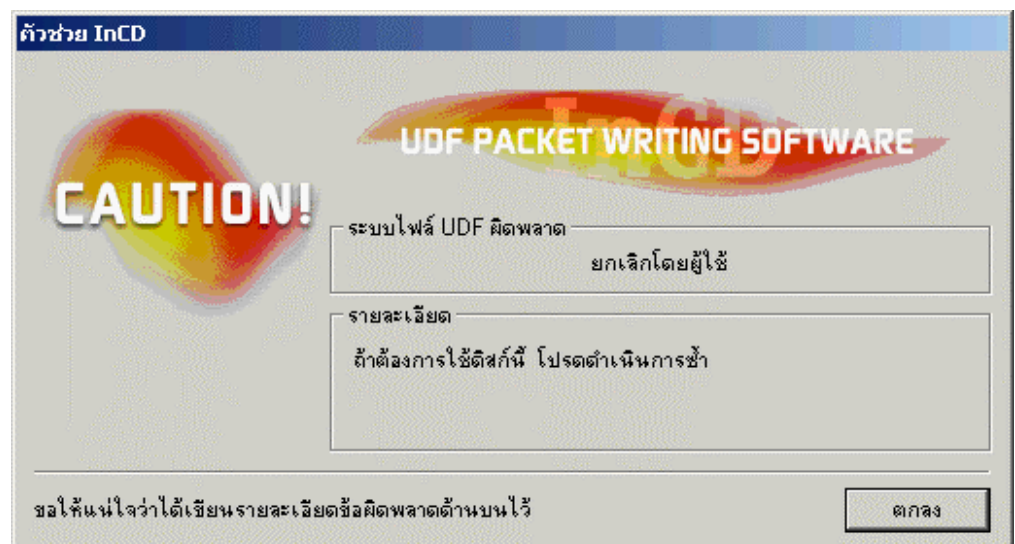 ตัวช่วย InCD
InCD
UDF PACKET WRITING SOFTWARE
CAUTION!
ระบบไฟล์ UDF ผิดพลาด
ยกเลิกโดยผู้ใช้
รายละเอียด
ถ้าต้องการใช้ดิสก์นี้ โปรดดำเนินการซ้ำ
ขอให้แน่ใจว่าได้เขียนรายละเอียดข้อผิดพลาดด้านบนไว้
ตกลง